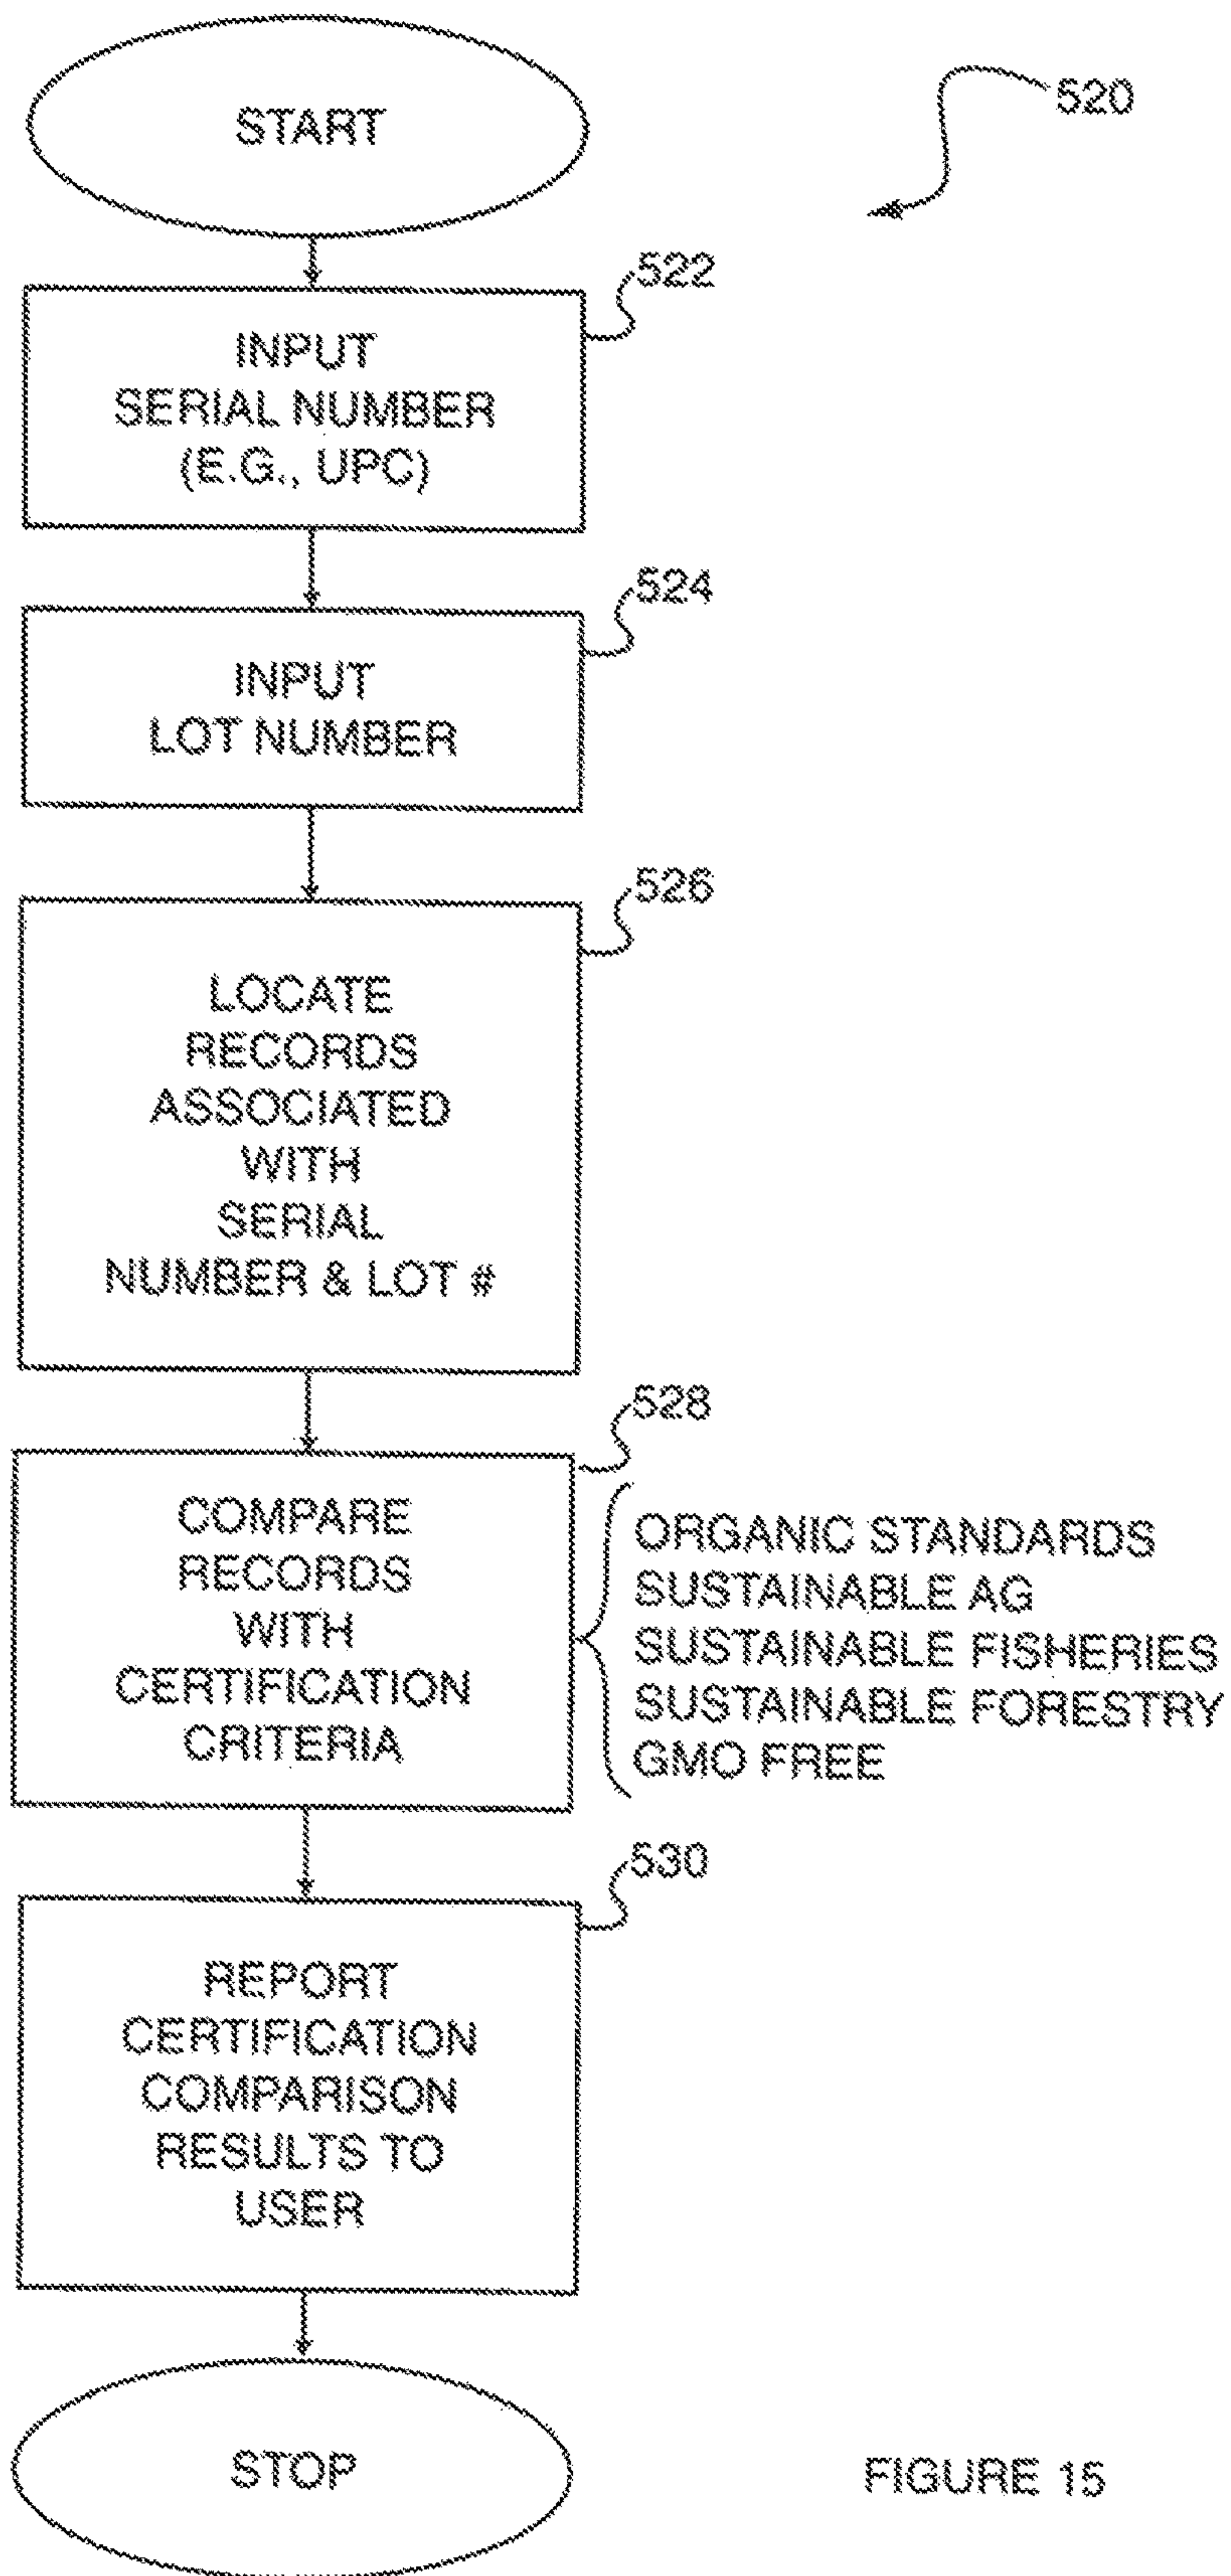 START
520
522
INPUT
SERIAL NUMBER
(E.G., UPC)
524
INPUT
LOT NUMBER
526
LOCATE
RECORDS
ASSOCIATED
WITH
SERIAL
NUMBER & LOT #
528
COMPARE
RECORDS
WITH
CERTIFICATION
CRITERIA
ORGANIC STANDARDS
SUSTAINABLE AG
SUSTAINABLE FISHERIES
SUSTAINABLE FORESTRY
GMO FREE
530
REPORT
CERTIFICATION
COMPARISON
RESULTS TO
USER
STOP
FIGURE 15